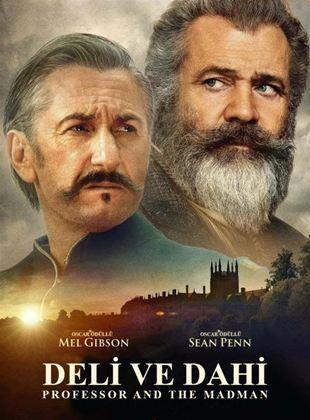 OSCAR ÖDÜLLÜ
MEL GIBSON
OSCAR ÖDÜLLÜ
SEAN PENN
DELİ VE DAHİ
PROFESSOR AND THE MADMAN